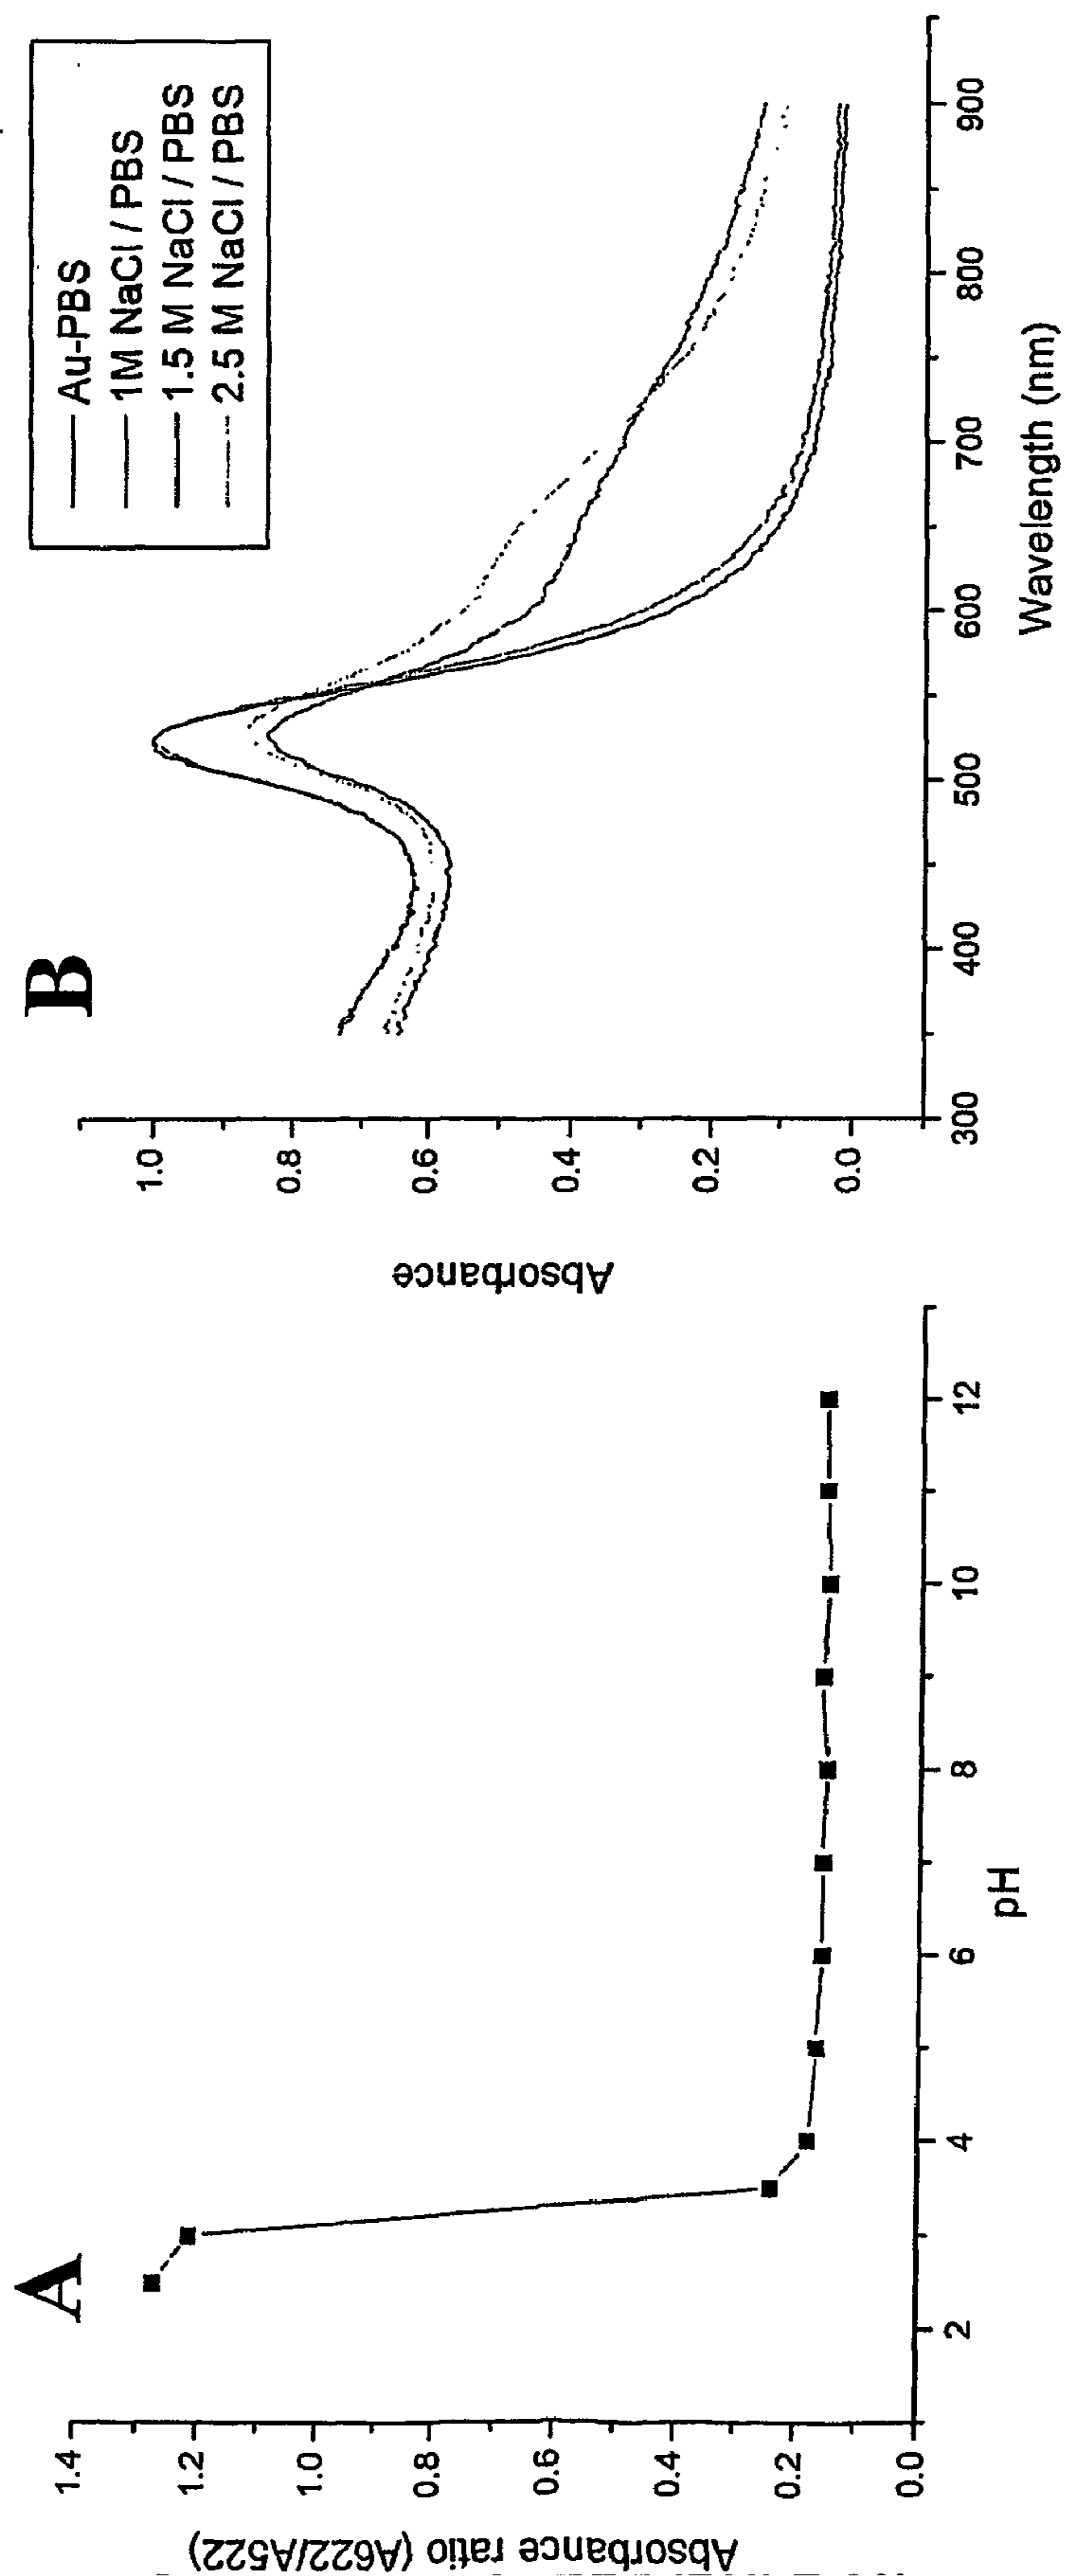 A
Absorbance ratio (A622/A522)
1.4
1.2
1.0
0.8
0.6
0.4
0.2
0.0
2
4
6
8
10
12
pH
B
Au-PBS
1M NaCl / PBS
1.5 M NaCl / PBS
2.5 M NaCl / PBS
Absorbance
1.0
0.8
0.6
0.4
0.2
0.0
300
400
500
600
700
800
900
Wavelength (nm)